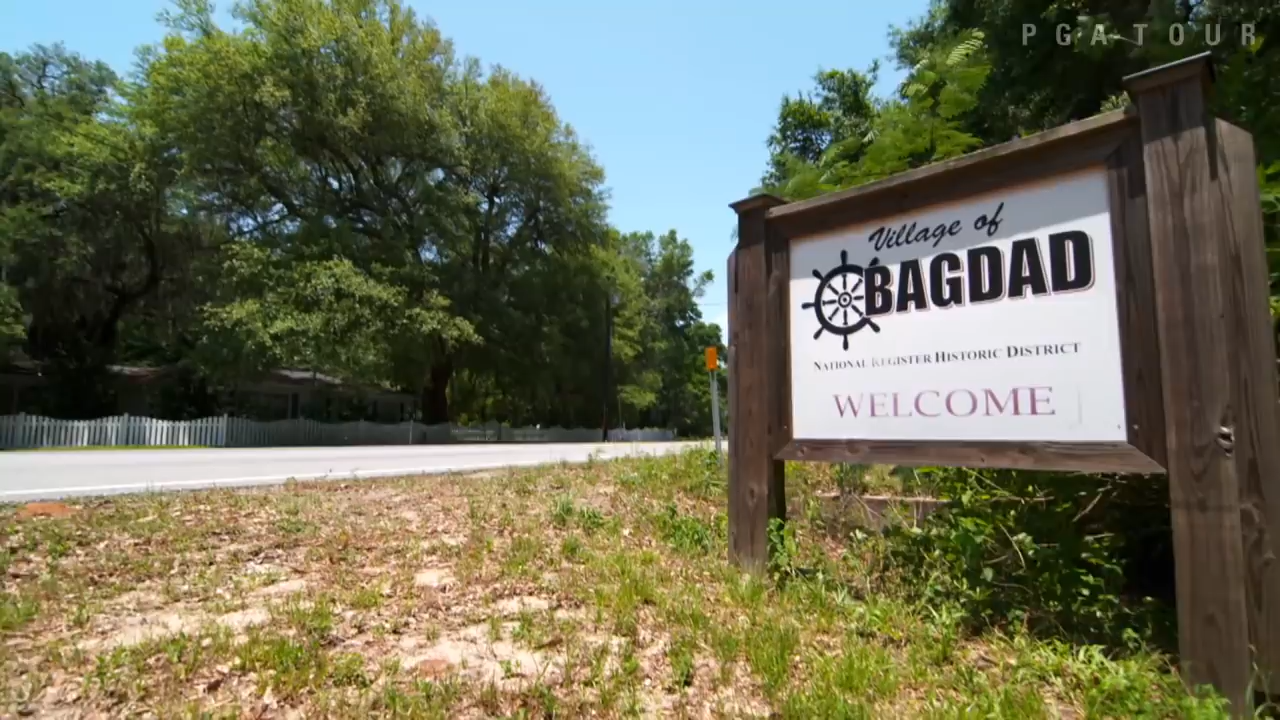 PGA TOUR
Village of
BAGDAD
NATIONAL REGISTER HISTORIC DISTRICT
WELCOME